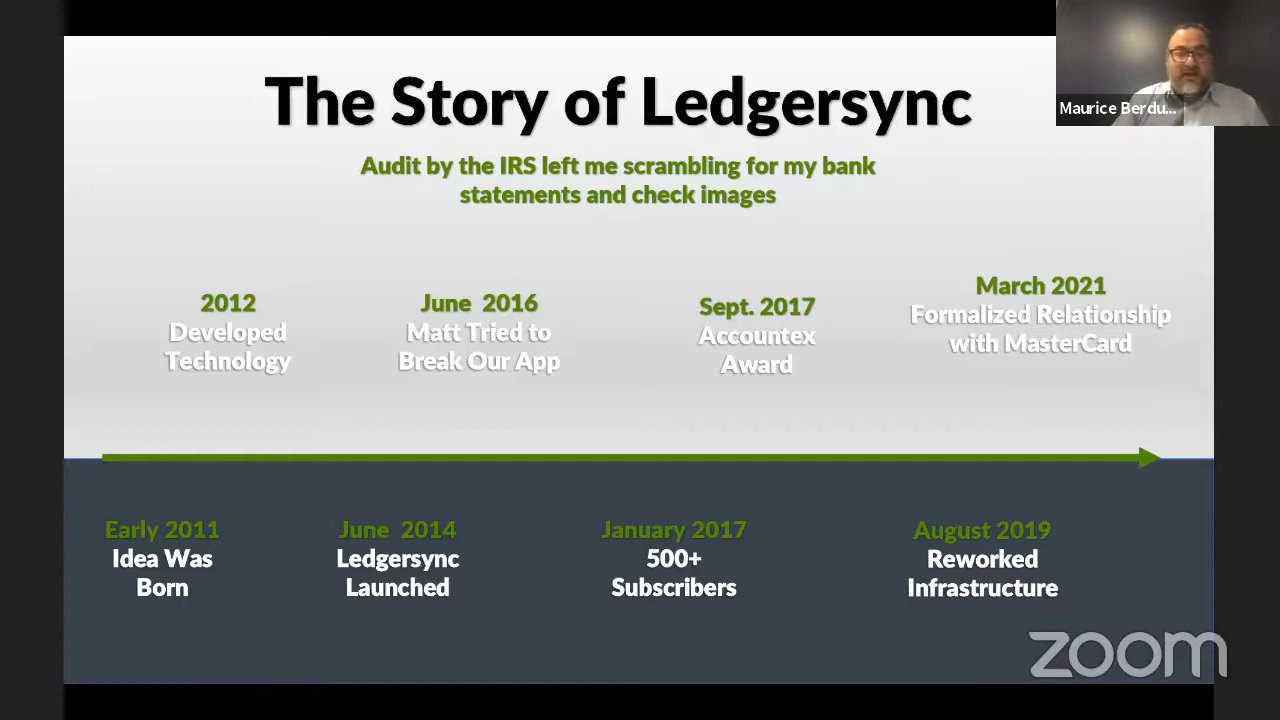 The Story of Ledgersync
Maurice Berdu...
Audit by the IRS left me scrambling for my bank
statements and check images
2012
Developed
Technology
June 2016
Matt Tried to
Break Our App
Sept. 2017
Accountex
Award
March 2021
Formalized Relationship
with MasterCard
Early 2011
Idea Was
Born
June 2014
Ledgersync
Launched
January 2017
500+
Subscribers
August 2019
Reworked
Infrastructure
zoom